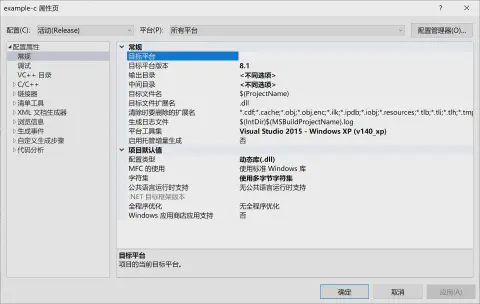 example-c 属性页
配置(C): 活动(Release) 平台(P): 所有平台 配置管理器(O)...
配置属性
常规
调试
VC++ 目录
C/C++
链接器
清单工具
XML 文档生成器
浏览信息
生成事件
自定义生成步骤
代码分析
常规
目标平台
目标平台版本 8.1
输出目录 <不同选项>
中间目录 <不同选项>
目标文件名 $(ProjectName)
目标文件扩展名 .dll
清除时要删除的扩展名 *.cdf;*.cache;*.obj;*.obj.enc;*.ilk;*.ipdb;*.iobj;*.resources;*.tlb;*.tli;*.tlh;*.tmp
生成日志文件 $(IntDir)$(MSBuildProjectName).log
平台工具集 Visual Studio 2015 - Windows XP (v140_xp)
启用托管增量生成 否
项目默认值
配置类型 动态库(.dll)
MFC 的使用 使用标准 Windows 库
字符集 使用多字节字符集
公共语言运行时支持 无公共语言运行时支持
.NET 目标框架版本
全程序优化 无全程序优化
Windows 应用商店应用支持 否
目标平台
项目的当前目标平台。
确定 取消 应用(A)